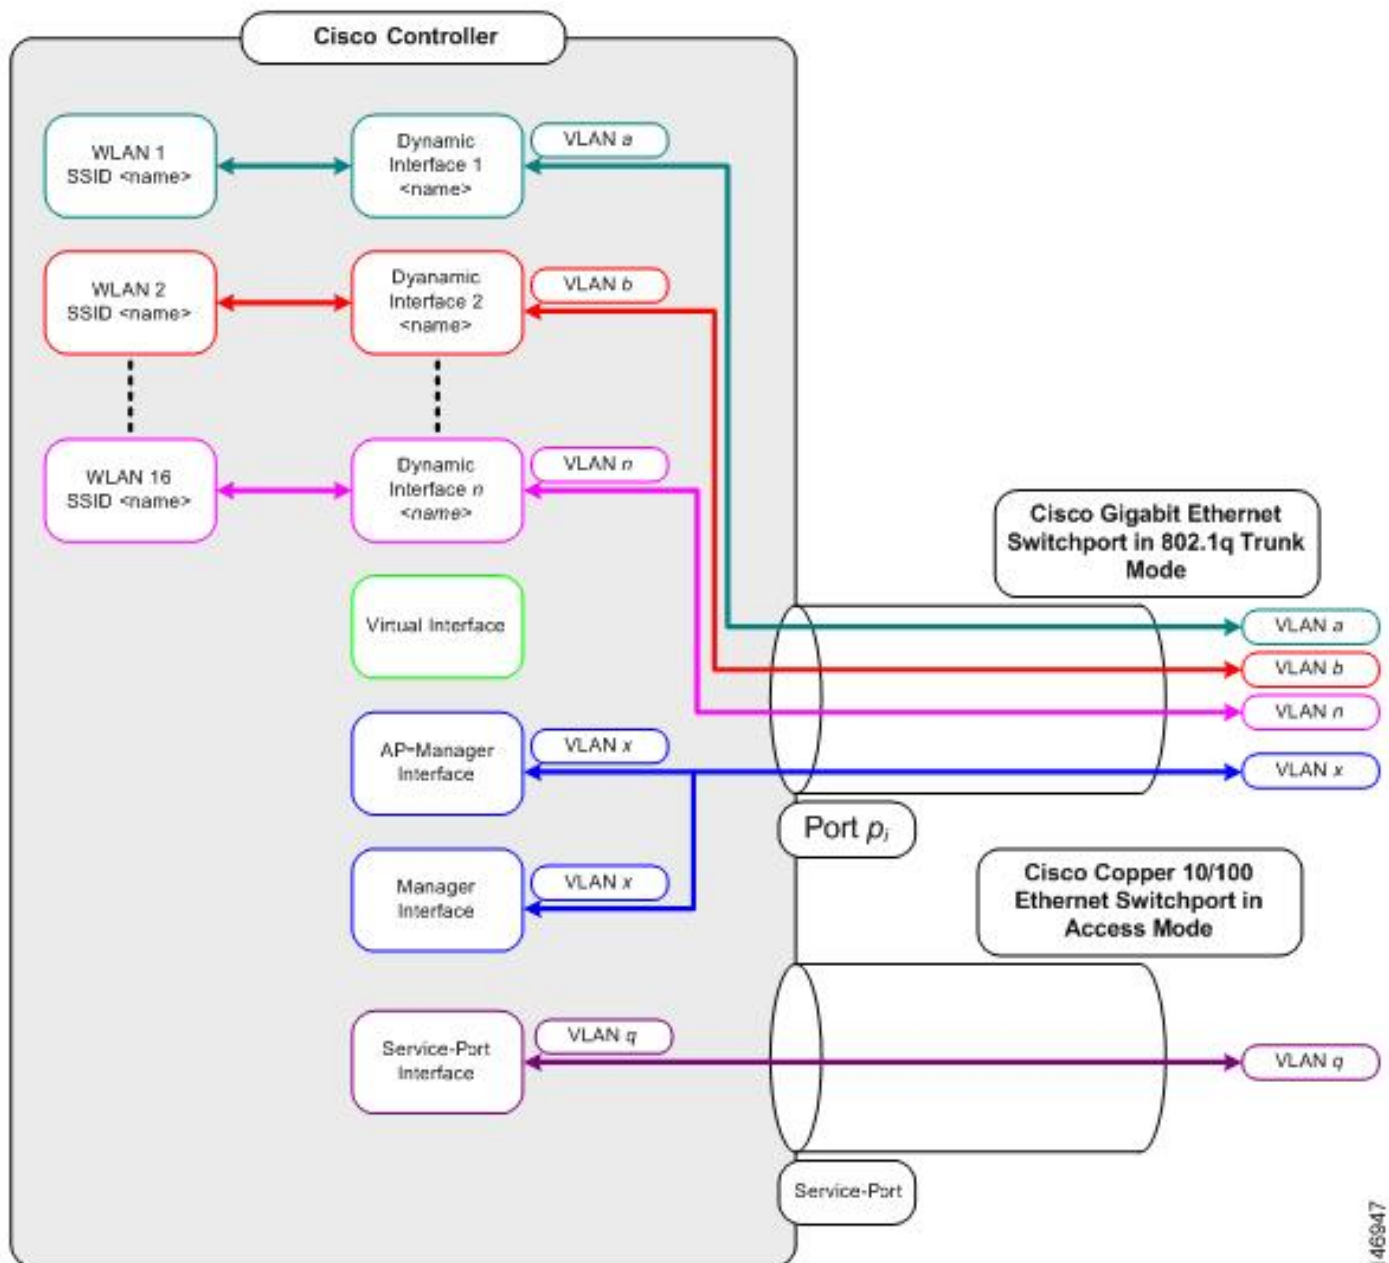 Cisco Controller
WLAN 1
SSID <name>
Dynamic
Interface 1
<name>
VLAN a
WLAN 2
SSID <name>
Dyanamic
Interface 2
<name>
VLAN b
WLAN 16
SSID <name>
Dynamic
Interface n
<name>
VLAN n
Virtual Interface
AP-Manager
Interface
VLAN x
Manager
Interface
VLAN x
Service-Port
Interface
VLAN q
Cisco Gigabit Ethernet
Switchport in 802.1q Trunk
Mode
VLAN a
VLAN b
VLAN n
VLAN x
Port pi
Cisco Copper 10/100
Ethernet Switchport in
Access Mode
VLAN q
Service-Port
146947